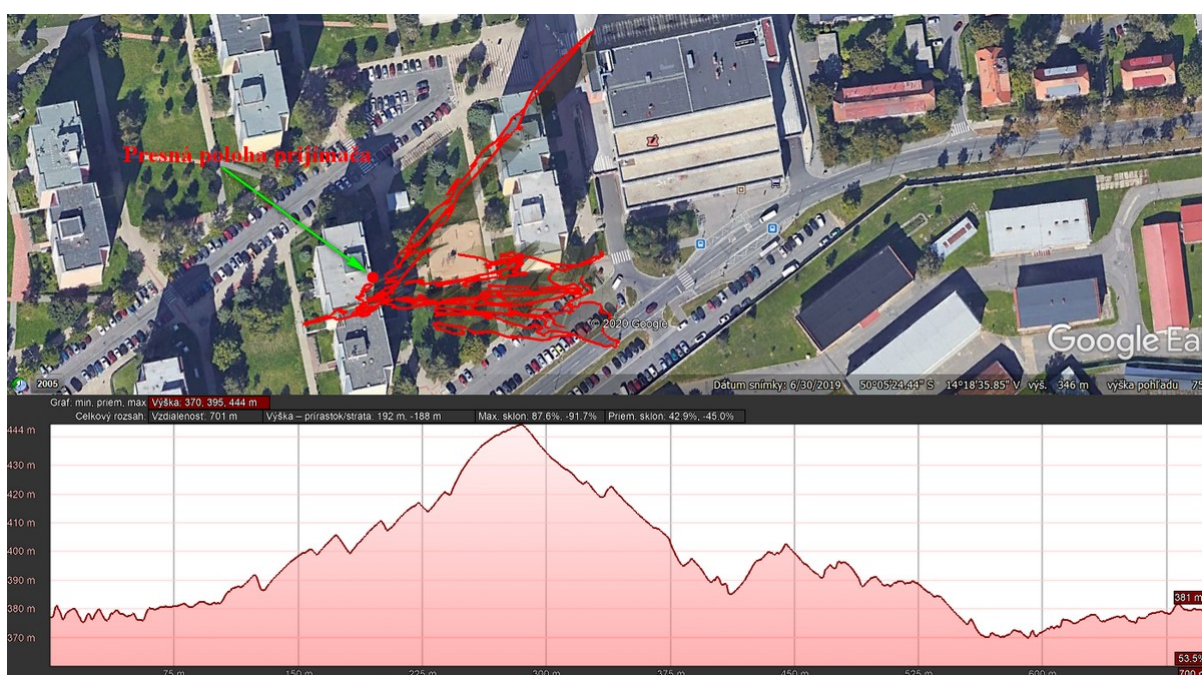 Presná poloha prijímača
© 2020 Google
Google Ea
2005
Dátum snímky: 6/30/2019 50°05'24.44" S 14°18'35.85" V výš. 346 m výška pohľadu 75
Graf: min, priem, max Výška: 370, 395, 444 m
Celkový rozsah: Vzdialenosť: 701 m Výška – prírastok/strata: 192 m, -188 m Max. sklon: 87.6%, -91.7% Priem. sklon: 42.9%, -45.0%
444 m
430 m
420 m
410 m
400 m
390 m
380 m
370 m
381 m
53.5%
75 m 150 m 225 m 300 m 375 m 450 m 525 m 600 m 700 m